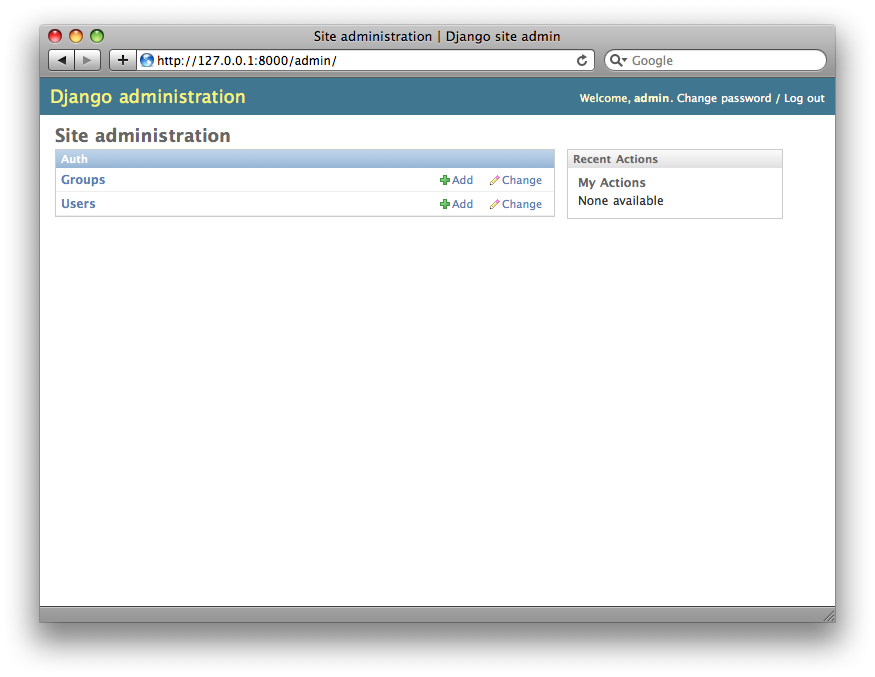 Site administration | Django site admin
http://127.0.0.1:8000/admin/
Google
Django administration
Welcome, admin. Change password / Log out
Site administration
Auth
Groups Add Change
Users Add Change
Recent Actions
My Actions
None available